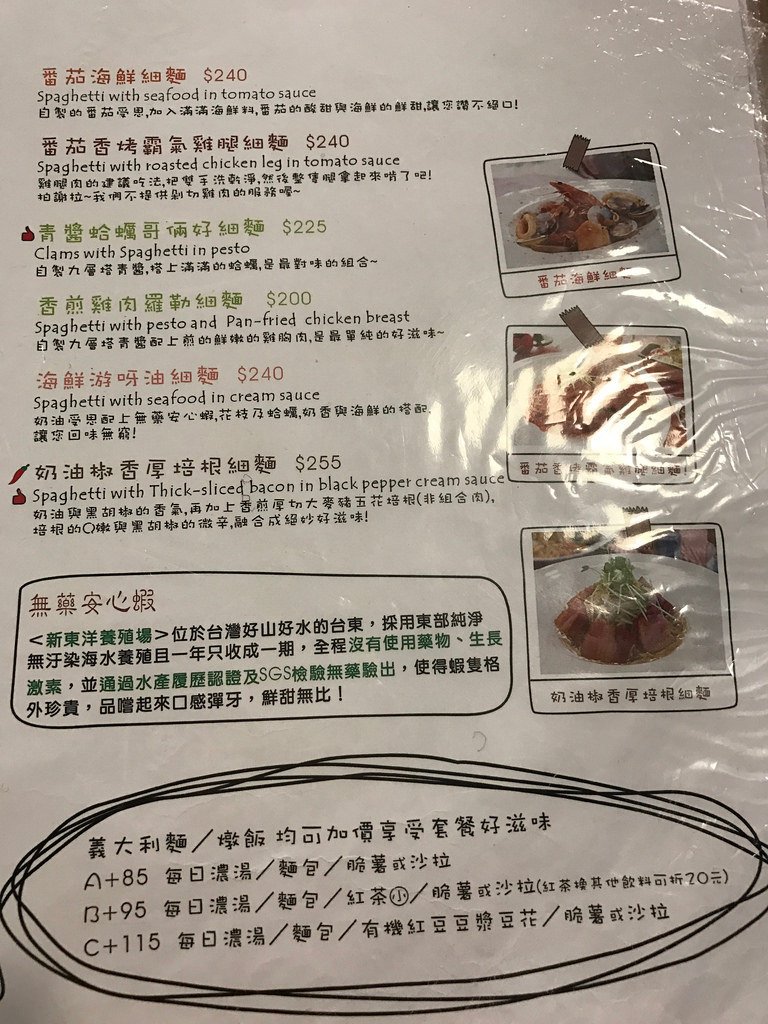 番茄海鮮細麵 $240
Spaghetti with seafood in tomato sauce
自製的番茄受思,加入滿滿海鮮料,番茄的酸甜與海鮮的鮮甜,讓您讚不絕口!
番茄香烤霸氣雞腿細麵 $240
Spaghetti with roasted chicken leg in tomato sauce
雞腿肉的建議吃法,把雙手洗乾淨,然後整隻腿拿起來啃了吧!
拍謝拉~我們不提供剁切雞肉的服務喔~
青醬蛤蠣哥倆好細麵 $225
Clams with Spaghetti in pesto
自製九層塔青醬,搭上滿滿的蛤蠣,是最對味的組合~
香煎雞肉羅勒細麵 $200
Spaghetti with pesto and Pan-fried chicken breast
自製九層塔青醬配上煎的鮮嫩的雞胸肉,是最單純的好滋味~
海鮮游呀油細麵 $240
Spaghetti with seafood in cream sauce
奶油受思配上無藥安心蝦,花枝及蛤蠣,奶香與海鮮的搭配,
讓您回味無窮!
奶油椒香厚培根細麵 $255
Spaghetti with Thick-sliced bacon in black pepper cream sauce
奶油與黑胡椒的香氣,再加上香煎厚切大麥豬五花培根(非組合肉),
培根的Q嫩與黑胡椒的微辛,融合成絕妙好滋味!
番茄海鮮細麵
番茄香烤霸氣雞腿細麵
奶油椒香厚培根細麵
無藥安心蝦
＜新東洋養殖場＞位於台灣好山好水的台東，採用東部純淨
無汙染海水養殖且一年只收成一期，全程沒有使用藥物、生長
激素，並通過水產履歷認證及SGS檢驗無藥驗出，使得蝦隻格
外珍貴，品嚐起來口感彈牙，鮮甜無比！
義大利麵／燉飯 均可加價享受套餐好滋味
A+85 每日濃湯／麵包／脆薯或沙拉
B+95 每日濃湯／麵包／紅茶㊙小／脆薯或沙拉(紅茶換其他飲料可折20元)
C+115 每日濃湯／麵包／有機紅豆豆漿豆花／脆薯或沙拉